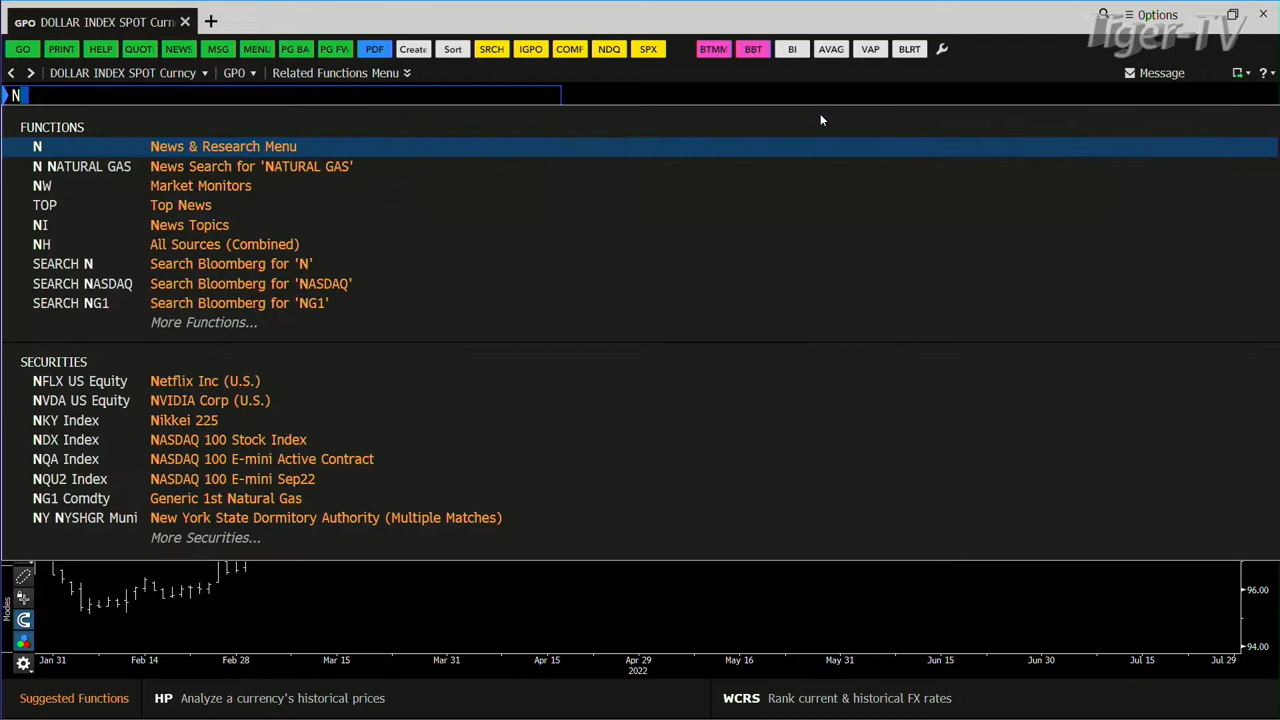 GPO DOLLAR INDEX SPOT Curn
Options
Tiger-TV
GO PRINT HELP QUOT NEWS MSG MENU PG BA PG FW PDF Create Sort SRCH IGPO COMF NDQ SPX BTMM BBT BI AVAG VAP BLRT
DOLLAR INDEX SPOT Curncy GPO Related Functions Menu Message ?
N
FUNCTIONS
N News & Research Menu
N NATURAL GAS News Search for 'NATURAL GAS'
NW Market Monitors
TOP Top News
NI News Topics
NH All Sources (Combined)
SEARCH N Search Bloomberg for 'N'
SEARCH NASDAQ Search Bloomberg for 'NASDAQ'
SEARCH NG1 Search Bloomberg for 'NG1'
More Functions...
SECURITIES
NFLX US Equity Netflix Inc (U.S.)
NVDA US Equity NVIDIA Corp (U.S.)
NKY Index Nikkei 225
NDX Index NASDAQ 100 Stock Index
NQA Index NASDAQ 100 E-mini Active Contract
NQU2 Index NASDAQ 100 E-mini Sep22
NG1 Comdty Generic 1st Natural Gas
NY NYSHGR Muni New York State Dormitory Authority (Multiple Matches)
More Securities...
Modes
96.00
94.00
Jan 31 Feb 14 Feb 28 Mar 15 Mar 31 Apr 15 Apr 29 May 16 May 31 Jun 15 Jun 30 Jul 15 Jul 29
2022
Suggested Functions HP Analyze a currency's historical prices WCRS Rank current & historical FX rates